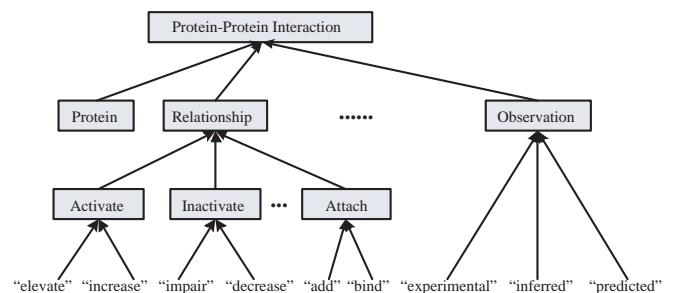 Protein-Protein Interaction
Protein Relationship ...... Observation
Activate Inactivate ... Attach
“elevate” “increase” “impair” “decrease” “add” “bind” “experimental” “inferred” “predicted”